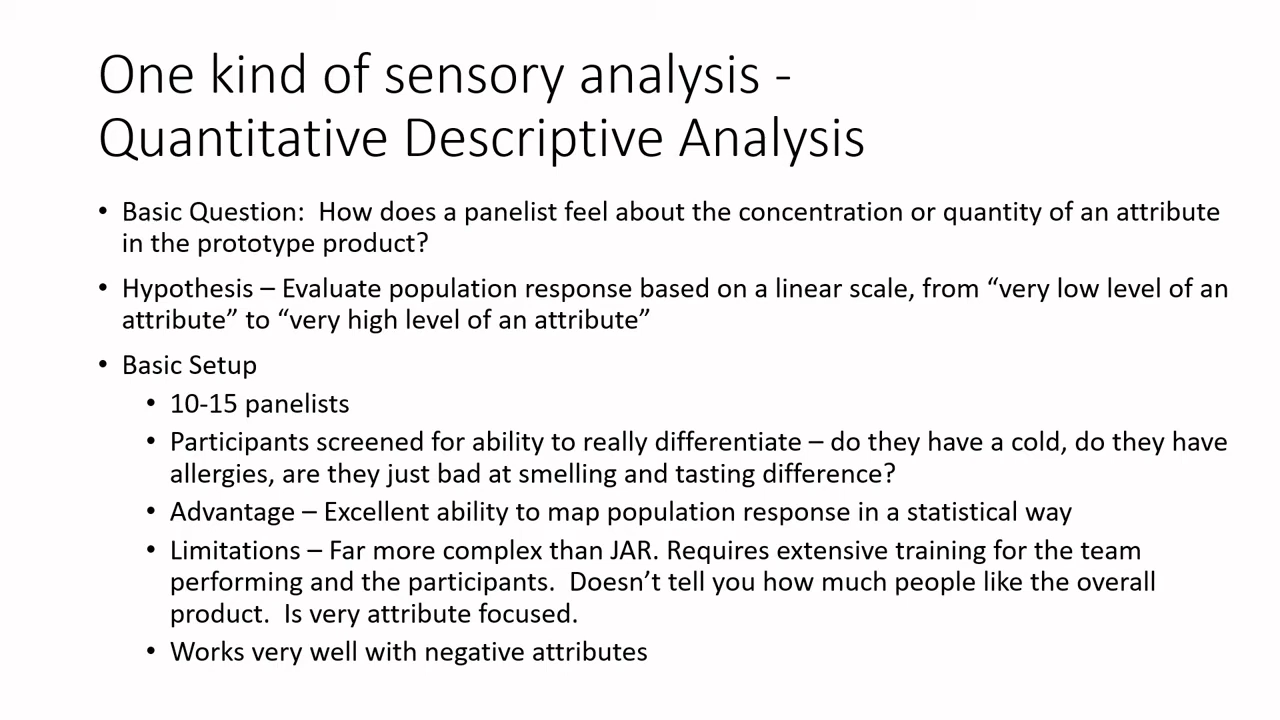 One kind of sensory analysis -
Quantitative Descriptive Analysis
• Basic Question:  How does a panelist feel about the concentration or quantity of an attribute
in the prototype product?
• Hypothesis – Evaluate population response based on a linear scale, from “very low level of an
attribute” to “very high level of an attribute”
• Basic Setup
• 10-15 panelists
• Participants screened for ability to really differentiate – do they have a cold, do they have
allergies, are they just bad at smelling and tasting difference?
• Advantage – Excellent ability to map population response in a statistical way
• Limitations – Far more complex than JAR. Requires extensive training for the team
performing and the participants.  Doesn’t tell you how much people like the overall
product.  Is very attribute focused.
• Works very well with negative attributes